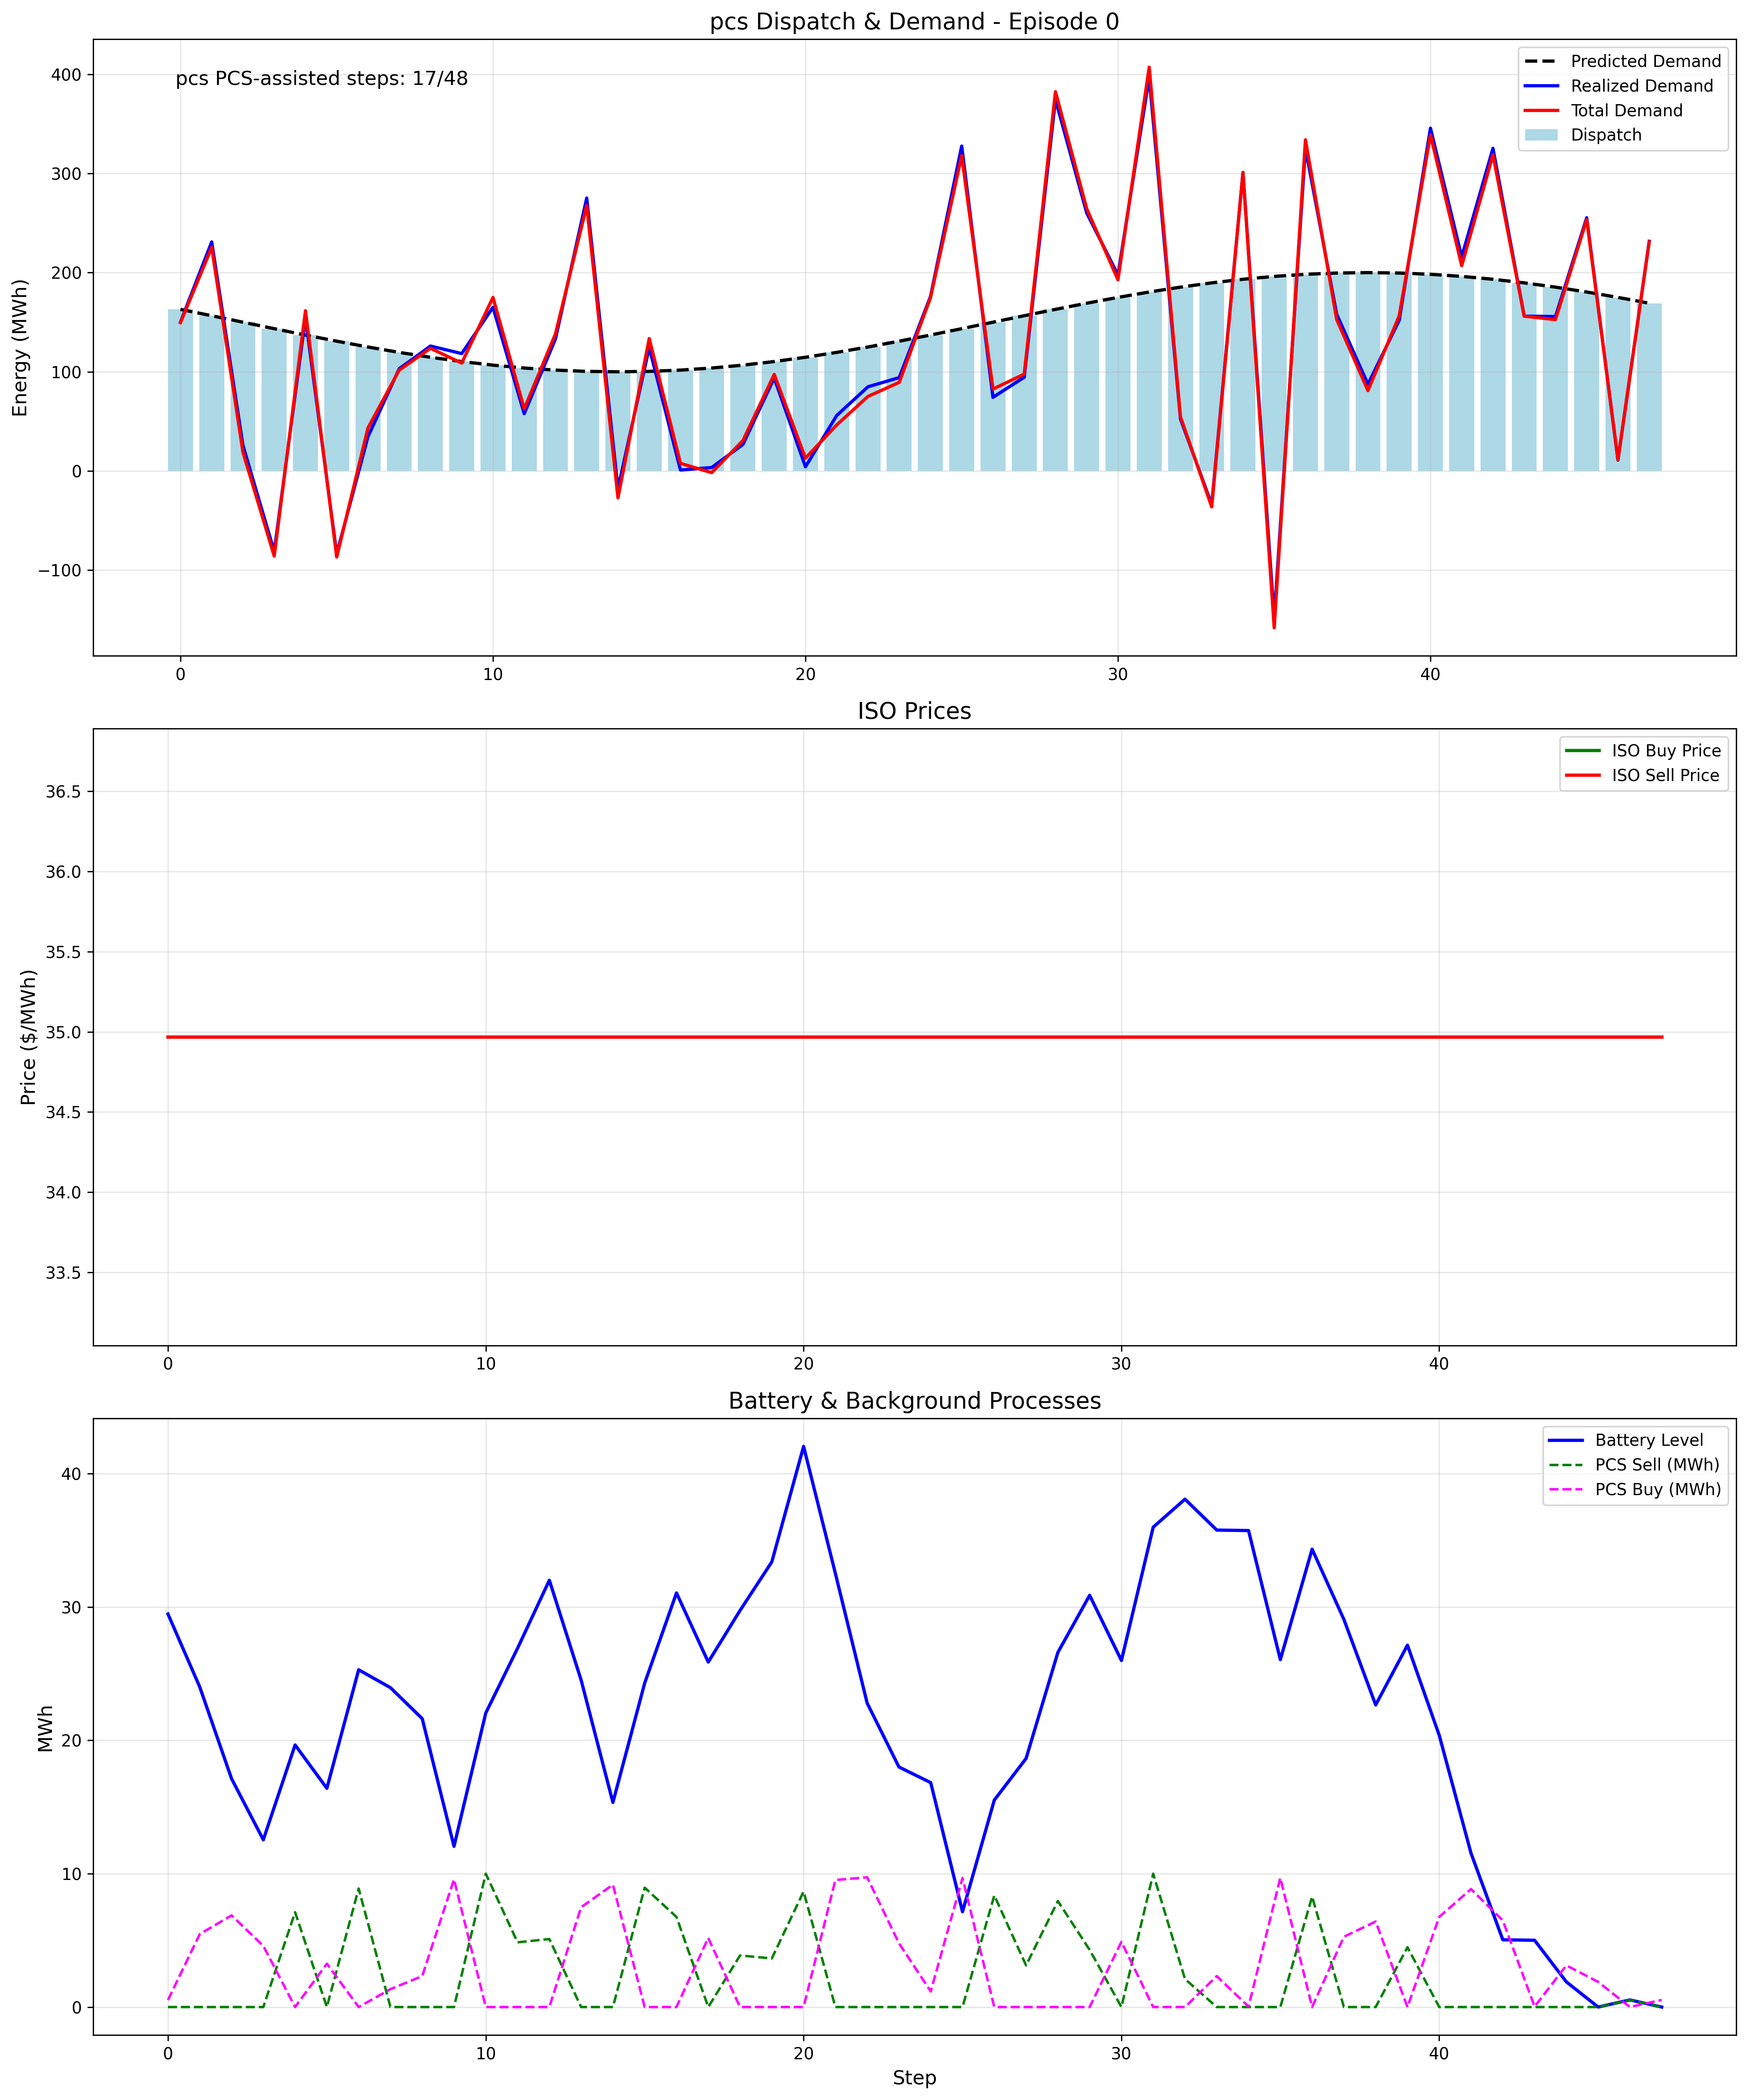 pcs Dispatch & Demand - Episode 0
pcs PCS-assisted steps: 17/48
Predicted Demand
Realized Demand
Total Demand
Dispatch
Energy (MWh)
400
300
200
100
0
−100
0 10 20 30 40
ISO Prices
ISO Buy Price
ISO Sell Price
Price ($/MWh)
36.5
36.0
35.5
35.0
34.5
34.0
33.5
0 10 20 30 40
Battery & Background Processes
Battery Level
PCS Sell (MWh)
PCS Buy (MWh)
MWh
40
30
20
10
0
0 10 20 30 40
Step